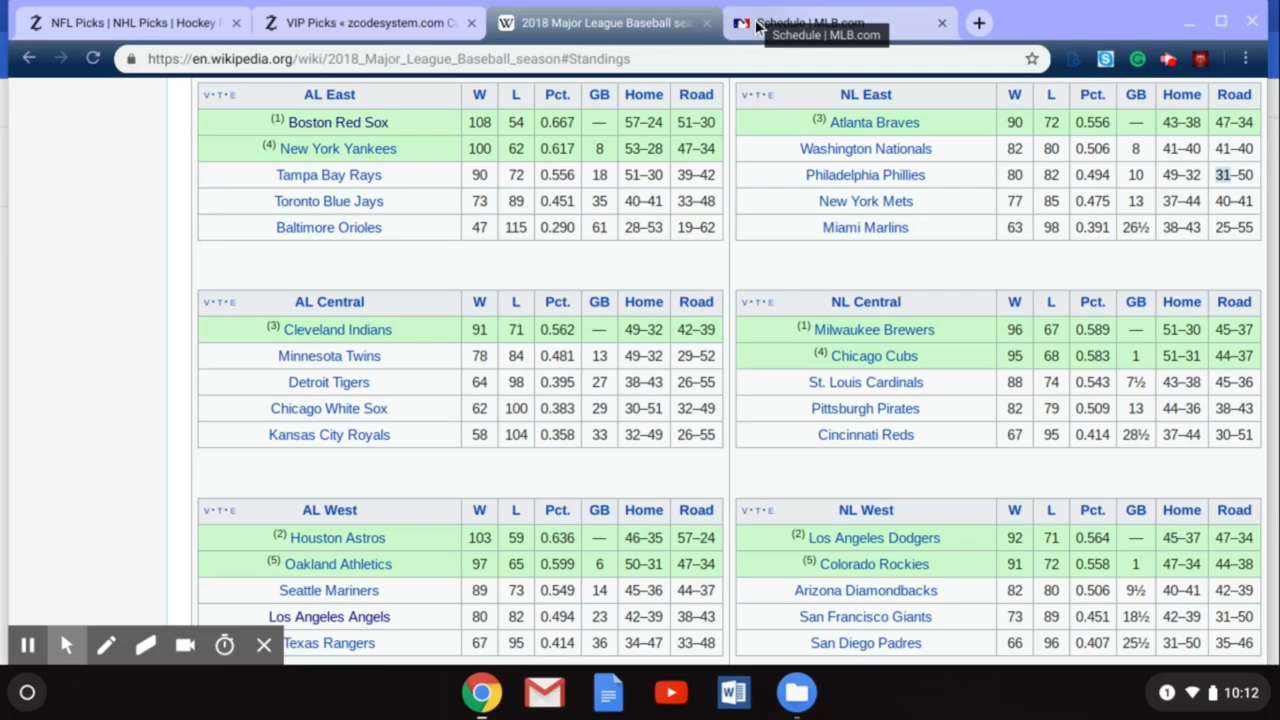 NFL Picks | NHL Picks | Hockey
VIP Picks « zcodesystem.com
2018 Major League Baseball sea
Schedule | MLB.com
Schedule | MLB.com
https://en.wikipedia.org/wiki/2018_Major_League_Baseball_season#Standings
V·T·E AL East W L Pct. GB Home Road
(1) Boston Red Sox 108 54 0.667 — 57–24 51–30
(4) New York Yankees 100 62 0.617 8 53–28 47–34
Tampa Bay Rays 90 72 0.556 18 51–30 39–42
Toronto Blue Jays 73 89 0.451 35 40–41 33–48
Baltimore Orioles 47 115 0.290 61 28–53 19–62
V·T·E NL East W L Pct. GB Home Road
(3) Atlanta Braves 90 72 0.556 — 43–38 47–34
Washington Nationals 82 80 0.506 8 41–40 41–40
Philadelphia Phillies 80 82 0.494 10 49–32 31–50
New York Mets 77 85 0.475 13 37–44 40–41
Miami Marlins 63 98 0.391 26½ 38–43 25–55
V·T·E AL Central W L Pct. GB Home Road
(3) Cleveland Indians 91 71 0.562 — 49–32 42–39
Minnesota Twins 78 84 0.481 13 49–32 29–52
Detroit Tigers 64 98 0.395 27 38–43 26–55
Chicago White Sox 62 100 0.383 29 30–51 32–49
Kansas City Royals 58 104 0.358 33 32–49 26–55
V·T·E NL Central W L Pct. GB Home Road
(1) Milwaukee Brewers 96 67 0.589 — 51–30 45–37
(4) Chicago Cubs 95 68 0.583 1 51–31 44–37
St. Louis Cardinals 88 74 0.543 7½ 43–38 45–36
Pittsburgh Pirates 82 79 0.509 13 44–36 38–43
Cincinnati Reds 67 95 0.414 28½ 37–44 30–51
V·T·E AL West W L Pct. GB Home Road
(2) Houston Astros 103 59 0.636 — 46–35 57–24
(5) Oakland Athletics 97 65 0.599 6 50–31 47–34
Seattle Mariners 89 73 0.549 14 45–36 44–37
Los Angeles Angels 80 82 0.494 23 42–39 38–43
Texas Rangers 67 95 0.414 36 34–47 33–48
V·T·E NL West W L Pct. GB Home Road
(2) Los Angeles Dodgers 92 71 0.564 — 45–37 47–34
(5) Colorado Rockies 91 72 0.558 1 47–34 44–38
Arizona Diamondbacks 82 80 0.506 9½ 40–41 42–39
San Francisco Giants 73 89 0.451 18½ 42–39 31–50
San Diego Padres 66 96 0.407 25½ 31–50 35–46
1 10:12